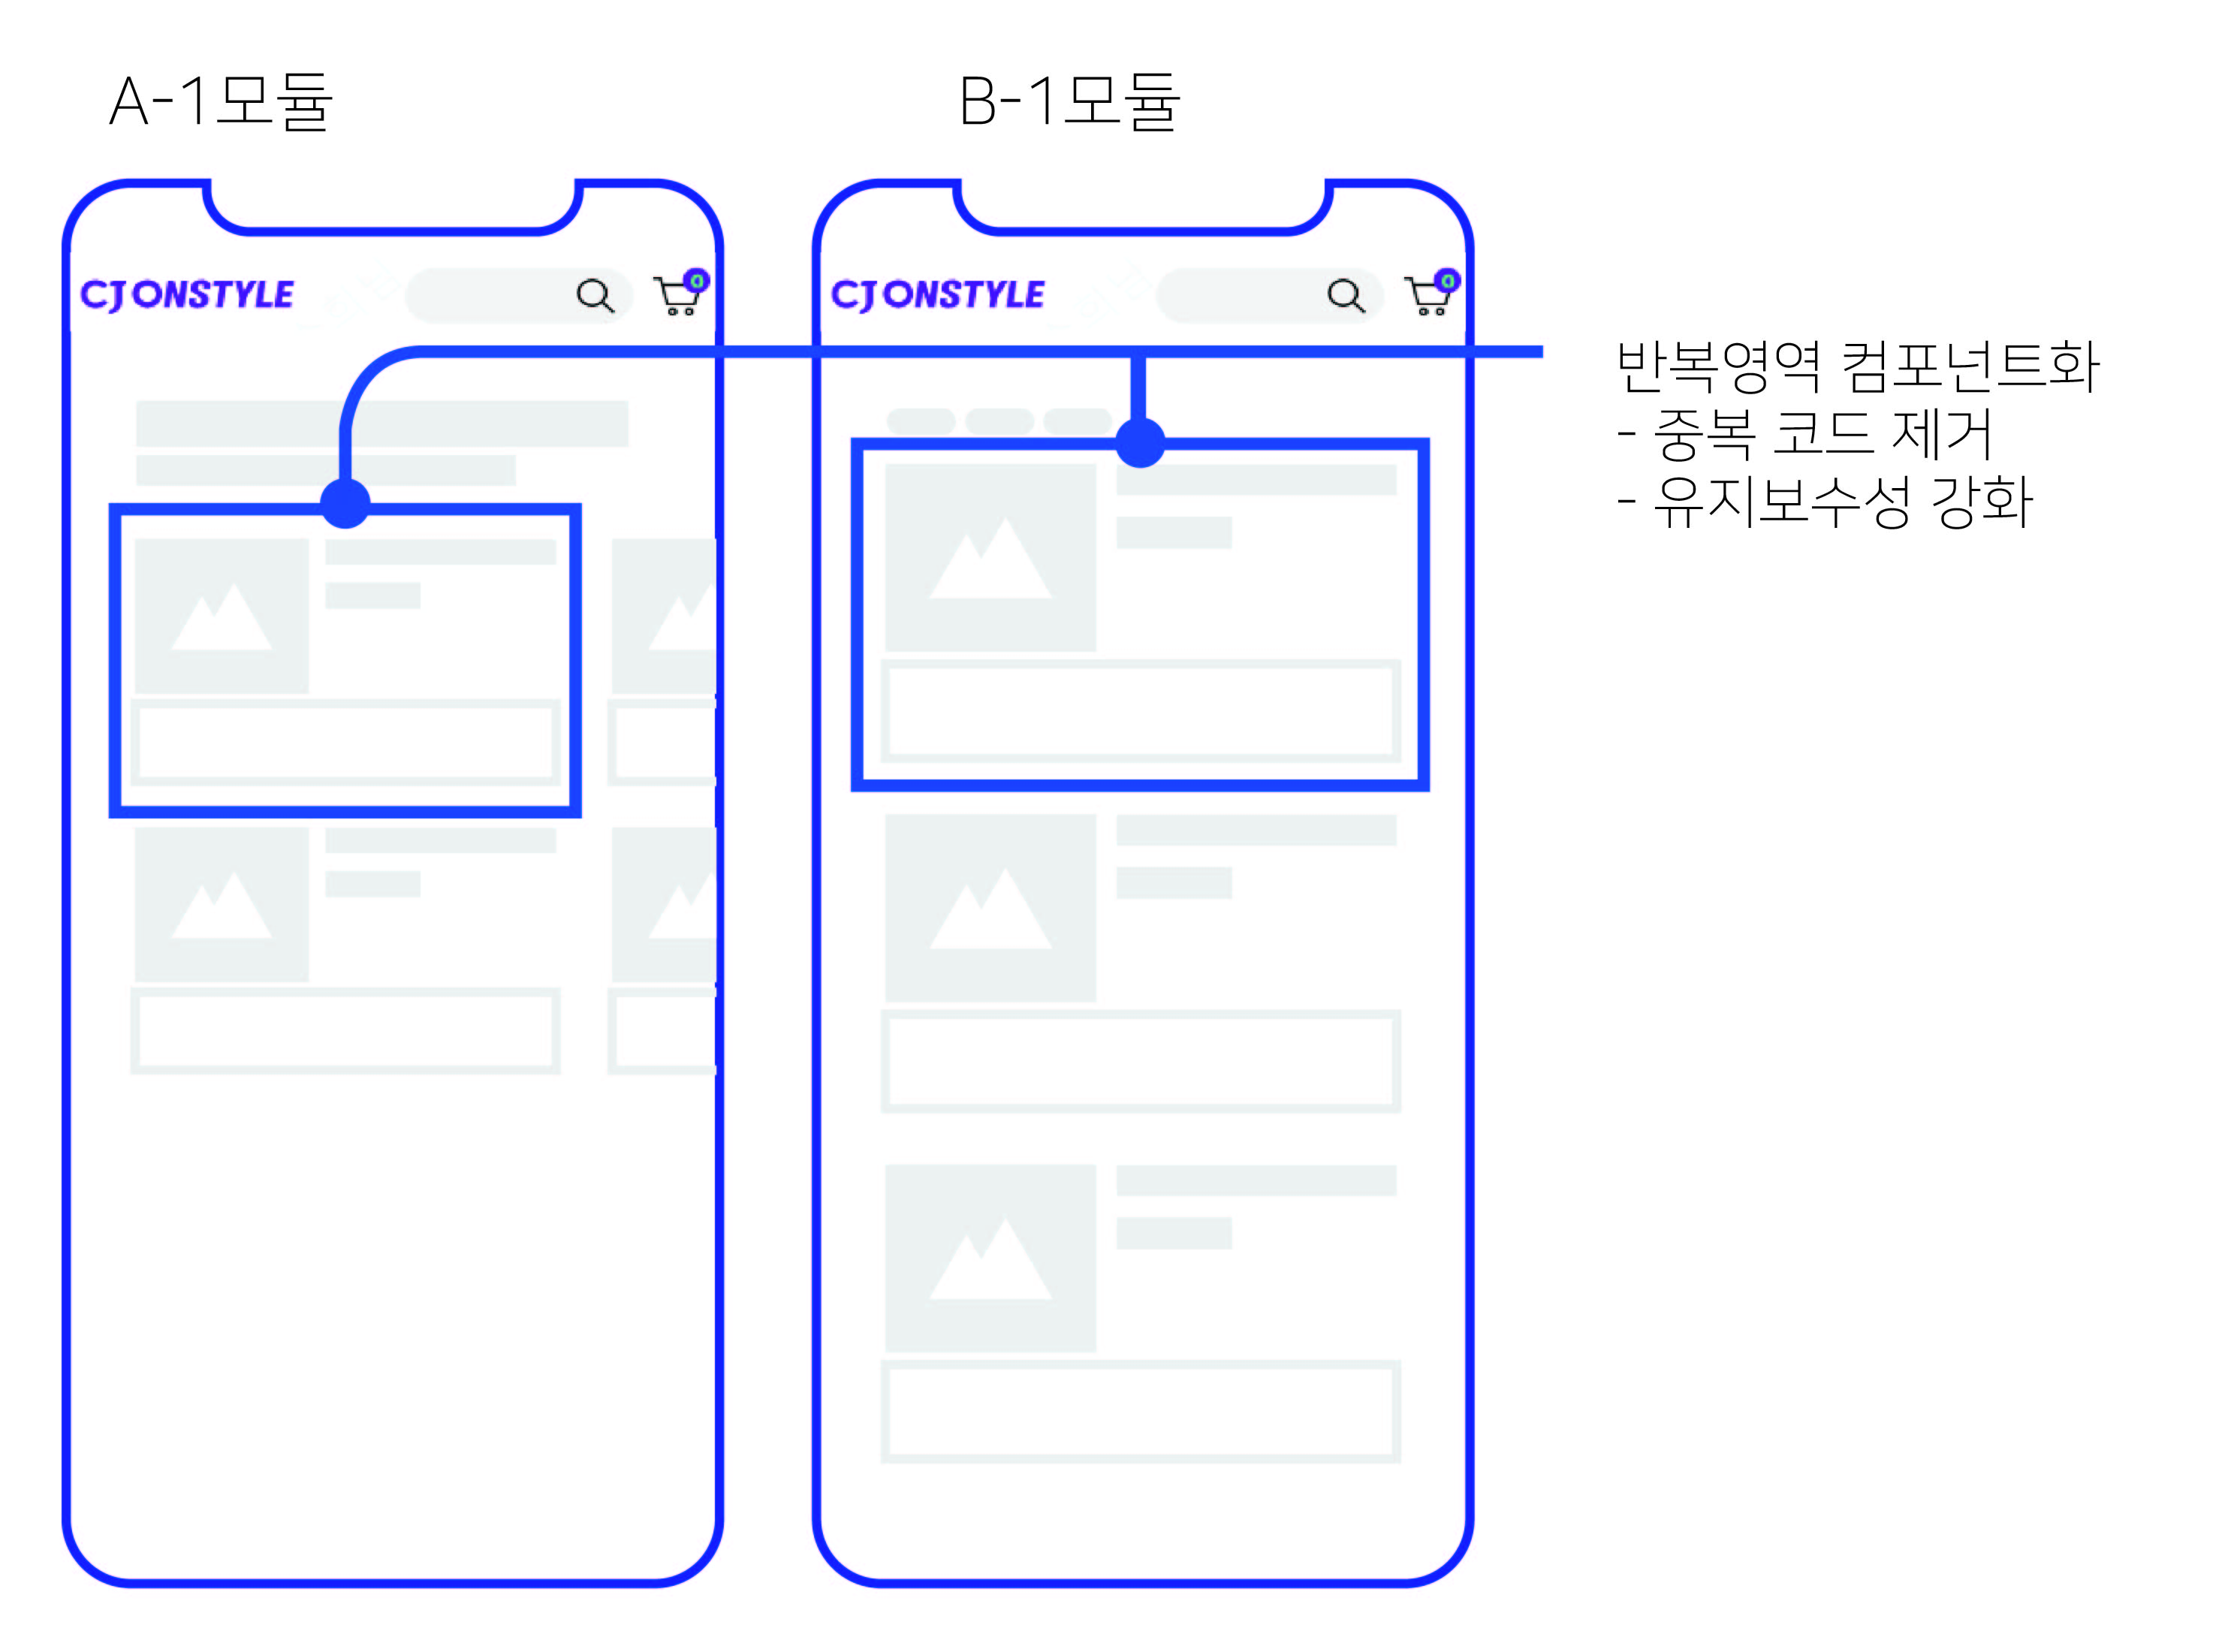 A-1모듈
B-1모듈
CJ ONSTYLE
0
CJ ONSTYLE
0
반복영역 컴포넌트화
- 중복 코드 제거
- 유지보수성 강화